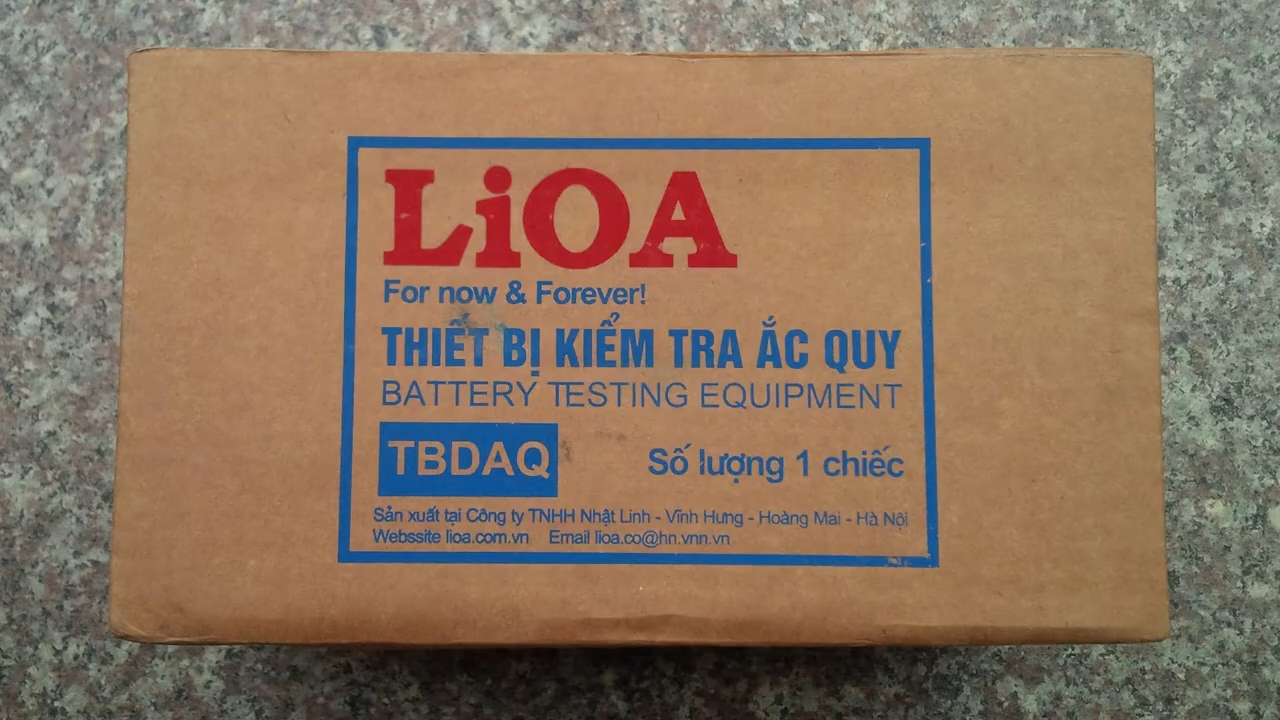 LiOA
For now & Forever!
THIẾT BỊ KIỂM TRA ẮC QUY
BATTERY TESTING EQUIPMENT
TBDAQ Số lượng 1 chiếc
Sản xuất tại Công ty TNHH Nhật Linh - Vĩnh Hưng - Hoàng Mai - Hà Nội
Webssite lioa.com.vn Email lioa.co@hn.vnn.vn